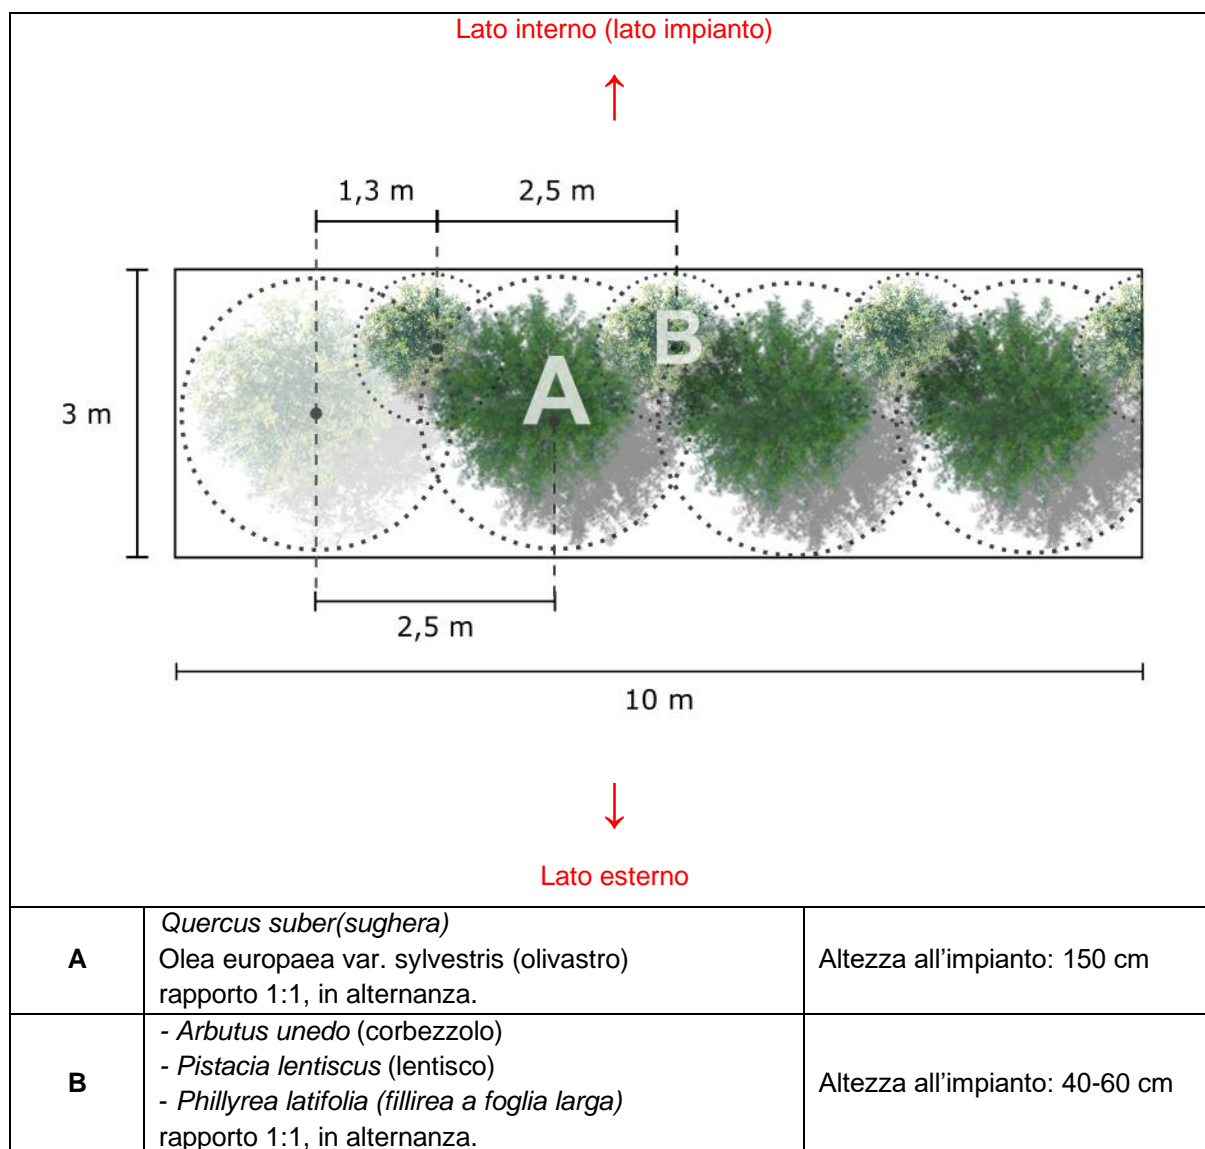 Lato interno (lato impianto)
1,3 m
2,5 m
3 m
A
B
2,5 m
10 m
Lato esterno
A
Quercus suber(sughera)
Olea europaea var. sylvestris (olivastro)
rapporto 1:1, in alternanza.
Altezza all'impianto: 150 cm
B
- Arbutus unedo (corbezzolo)
- Pistacia lentiscus (lentisco)
- Phillyrea latifolia (fillirea a foglia larga)
rapporto 1:1, in alternanza.
Altezza all'impianto: 40-60 cm